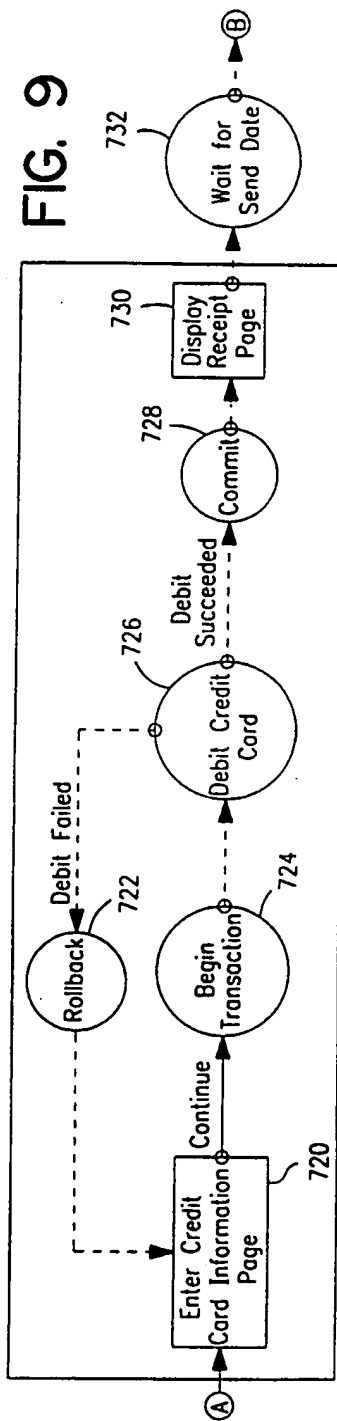 FIG. 9
A
Enter Credit
Card Information
Page
720
Continue
Rollback
722
Debit Failed
Begin
Transaction
724
Debit Credit
Card
726
Debit
Succeeded
Commit
728
Display
Receipt
Page
730
Wait for
Send Date
732
B